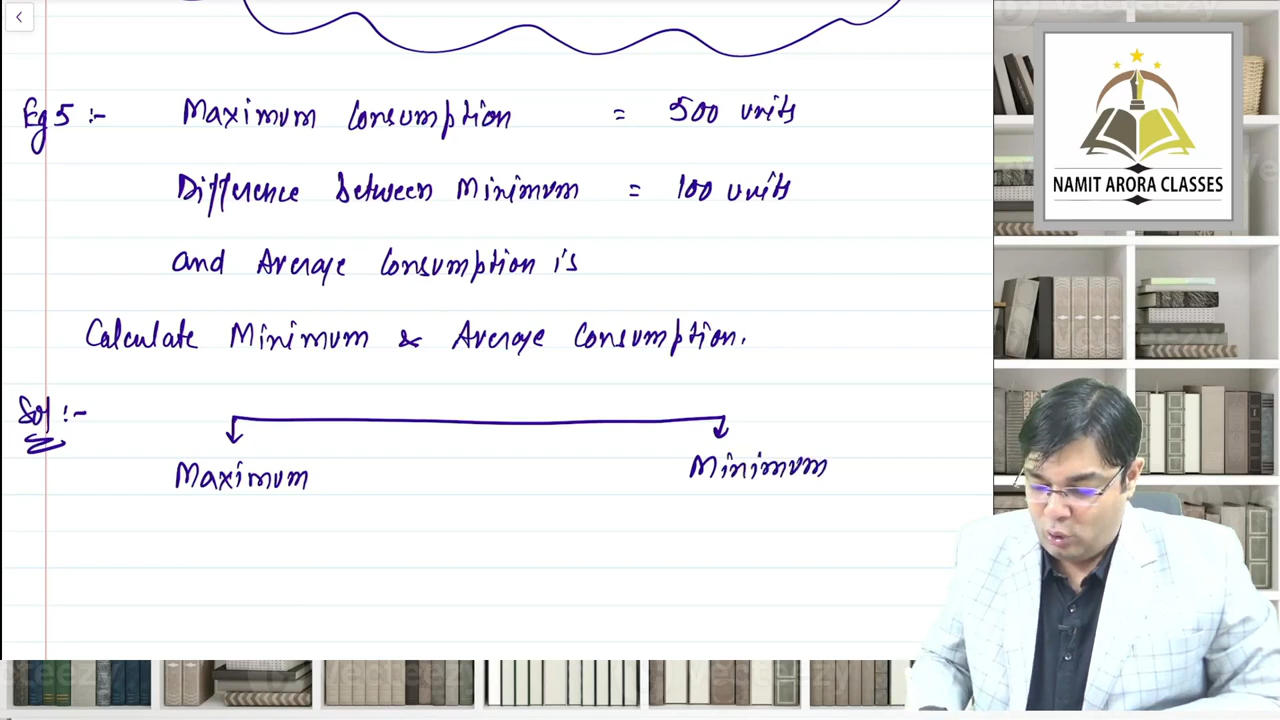 Eg 5 :- Maximum Consumption = 500 units
Difference between Minimum = 100 units
and Average Consumption is
Calculate Minimum & Average Consumption.
Sol :-
Maximum Minimum
NAMIT ARORA CLASSES
vecteezy